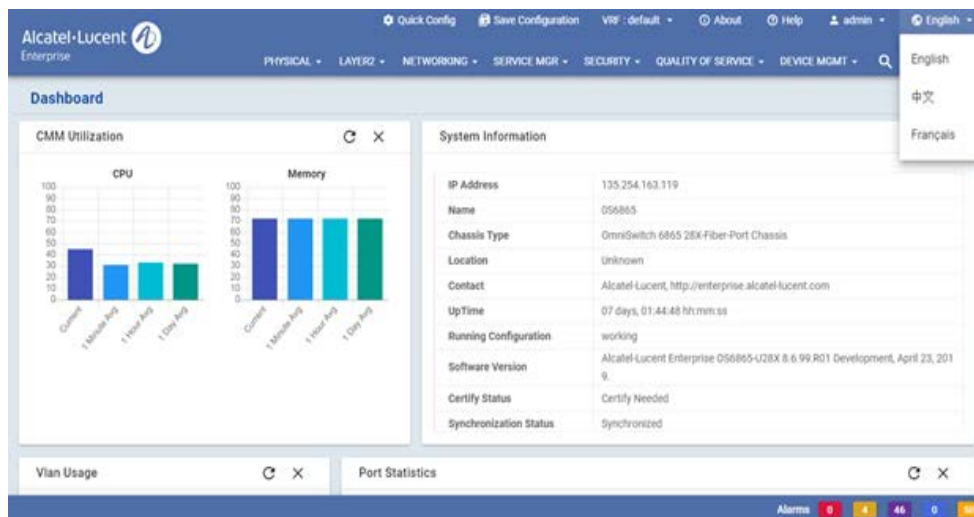 Alcatel·Lucent
Enterprise
Quick Config
Save Configuration
VRF : default
About
Help
admin
English
PHYSICAL
LAYER2
NETWORKING
SERVICE MGR
SECURITY
QUALITY OF SERVICE
DEVICE MGMT
English
中文
Français
Dashboard
CMM Utilization
CPU
100
90
80
70
60
50
40
30
20
10
0
Current
1 Minute Avg
1 Hour Avg
1 Day Avg
Memory
100
90
80
70
60
50
40
30
20
10
0
Current
1 Minute Avg
1 Hour Avg
1 Day Avg
System Information
IP Address 135.254.163.119
Name OS6865
Chassis Type OmniSwitch 6865 28X-Fiber-Port Chassis
Location Unknown
Contact Alcatel-Lucent, http://enterprise.alcatel-lucent.com
UpTime 07 days, 01:44:48 hh:mm:ss
Running Configuration working
Software Version Alcatel-Lucent Enterprise OS6865-U28X 8.6.99.R01 Development, April 23, 201
9.
Certify Status Certify Needed
Synchronization Status Synchronized
Vlan Usage
Port Statistics
Alarms 0 4 46 0